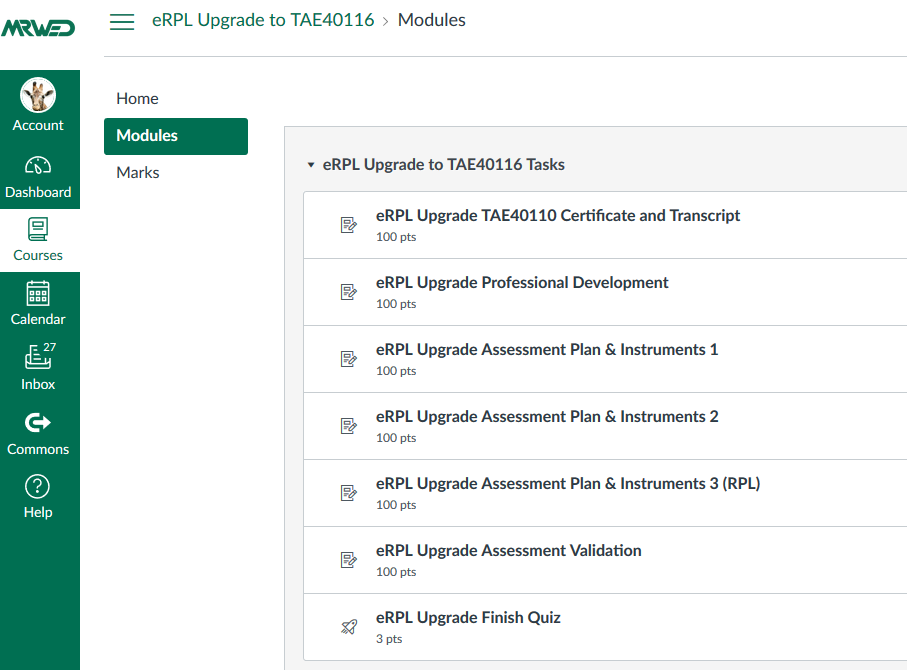 MRWED
eRPL Upgrade to TAE40116 › Modules
Account
Dashboard
Courses
Calendar
27
Inbox
Commons
Help
Home
Modules
Marks
eRPL Upgrade to TAE40116 Tasks
eRPL Upgrade TAE40110 Certificate and Transcript
100 pts
eRPL Upgrade Professional Development
100 pts
eRPL Upgrade Assessment Plan & Instruments 1
100 pts
eRPL Upgrade Assessment Plan & Instruments 2
100 pts
eRPL Upgrade Assessment Plan & Instruments 3 (RPL)
100 pts
eRPL Upgrade Assessment Validation
100 pts
eRPL Upgrade Finish Quiz
3 pts